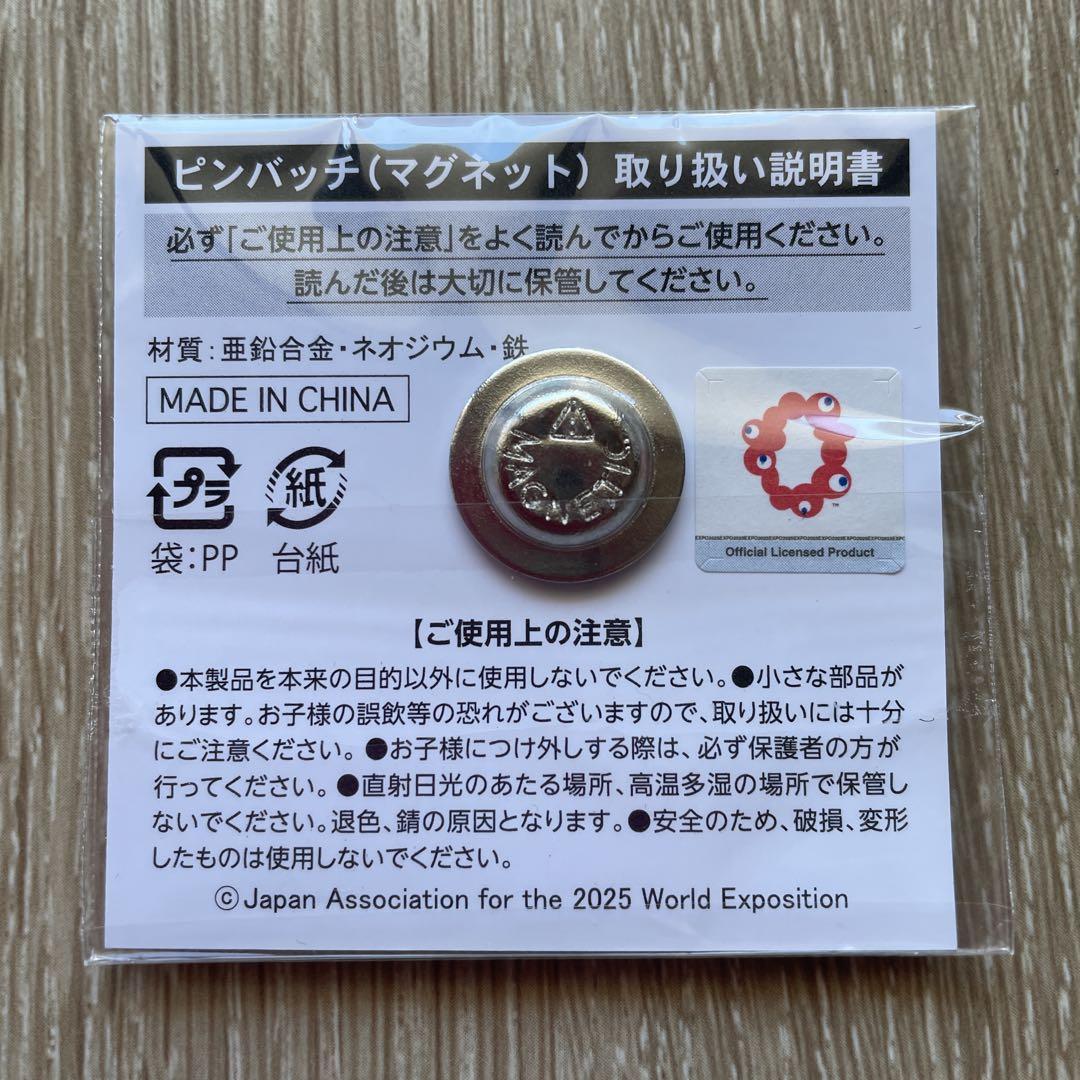 ピンバッチ(マグネット) 取り扱い説明書
必ず「ご使用上の注意」をよく読んでからご使用ください。
読んだ後は大切に保管してください。
材質:亜鉛合金・ネオジウム・鉄
MADE IN CHINA
プラ
紙
袋:PP
台紙
MAGNETIC
TM
Official Licensed Product
【ご使用上の注意】
●本製品を本来の目的以外に使用しないでください。●小さな部品が
あります。お子様の誤飲等の恐れがございますので、取り扱いには十分
にご注意ください。●お子様につけ外しする際は、必ず保護者の方が
行ってください。●直射日光のあたる場所、高温多湿の場所で保管し
ないでください。退色、錆の原因となります。●安全のため、破損、変形
したものは使用しないでください。
©Japan Association for the 2025 World Exposition